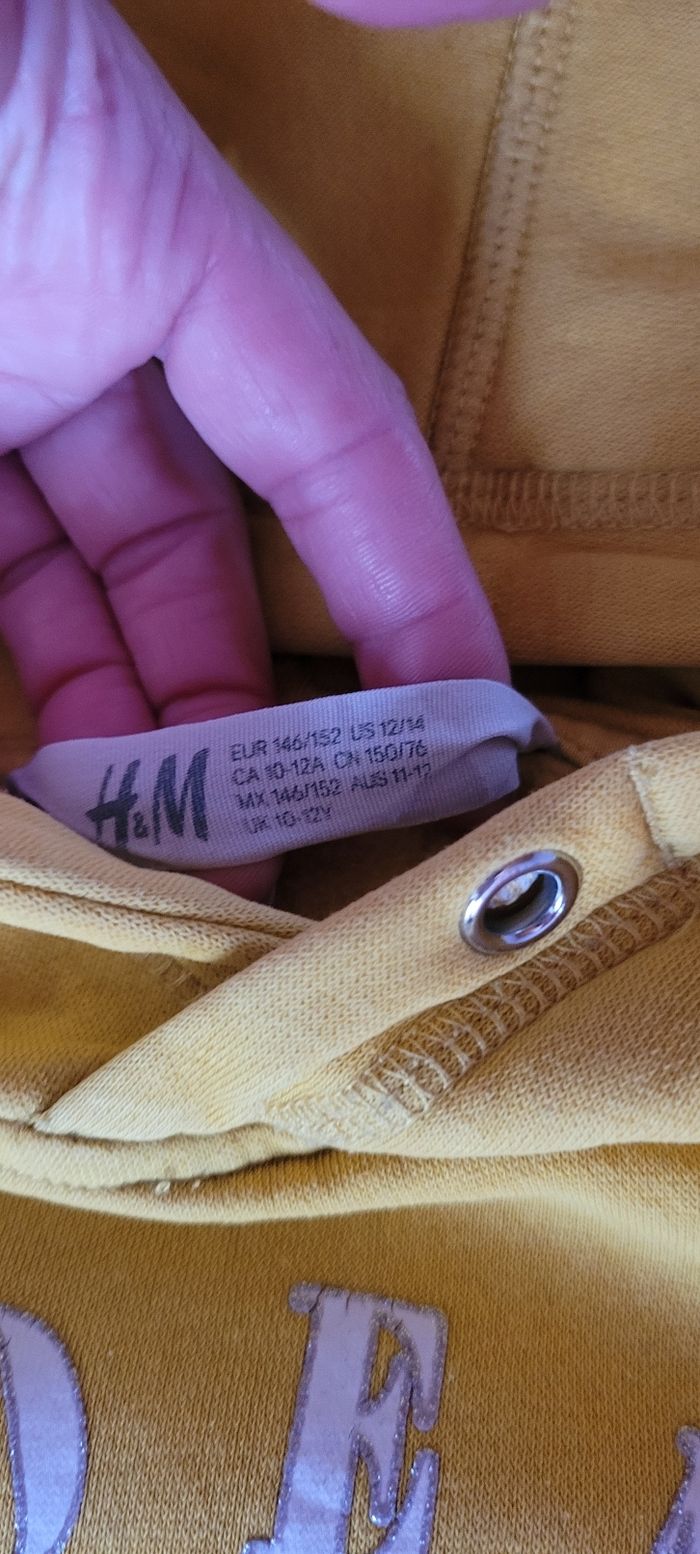 H&M
EUR 146/152 US 12/14
CA 10-12A CN 150/76
MX 146/152 AUS 11-12
UK 10-12Y
D E